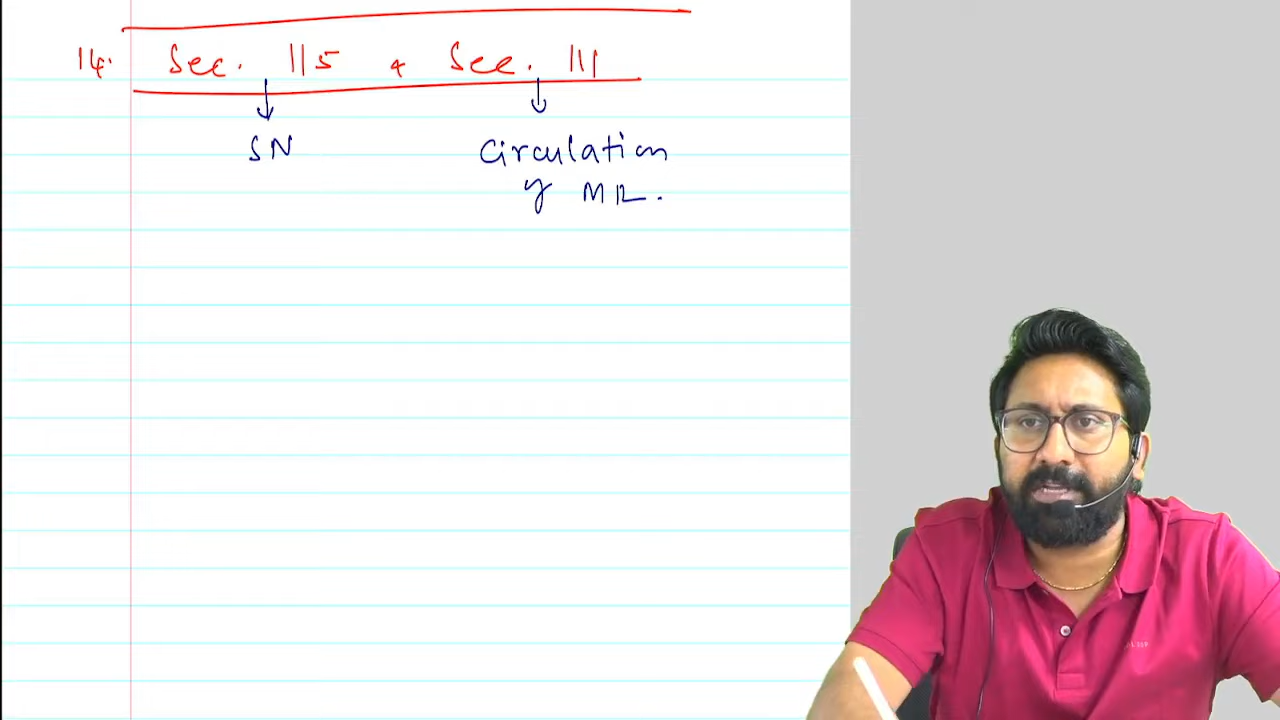 14. Sec. 115 & Sec. 111
SN Circulation
of MR.